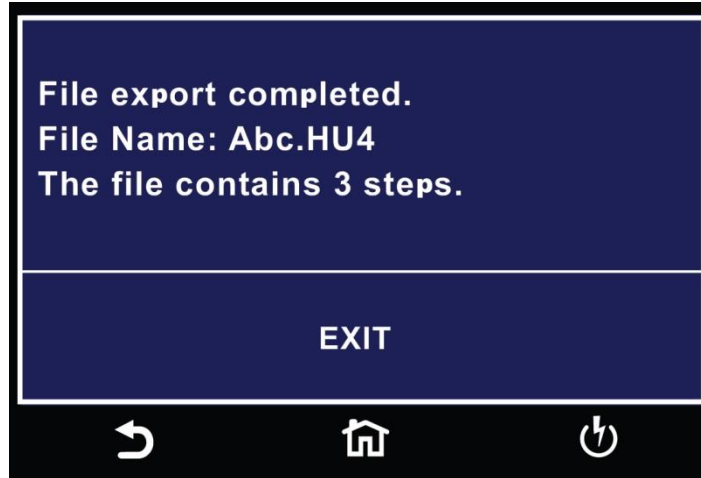 File export completed.
File Name: Abc.HU4
The file contains 3 steps.
EXIT